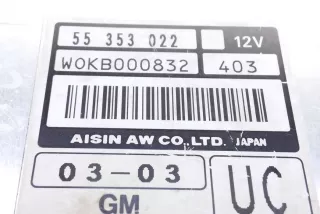 55 353 022 12V
W0KB000832 403
AISIN AW CO.,LTD. JAPAN
03-03 UC
GM